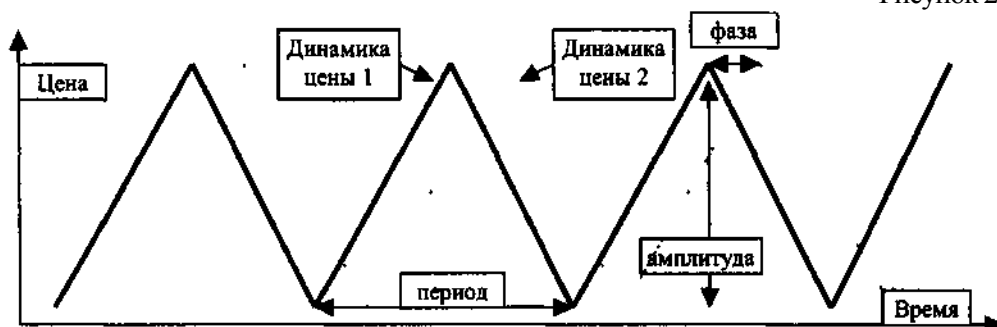 Рисунок 2
фаза
Динамика
цены 1
Динамика
цены 2
Цена
амплитуда
период
Время